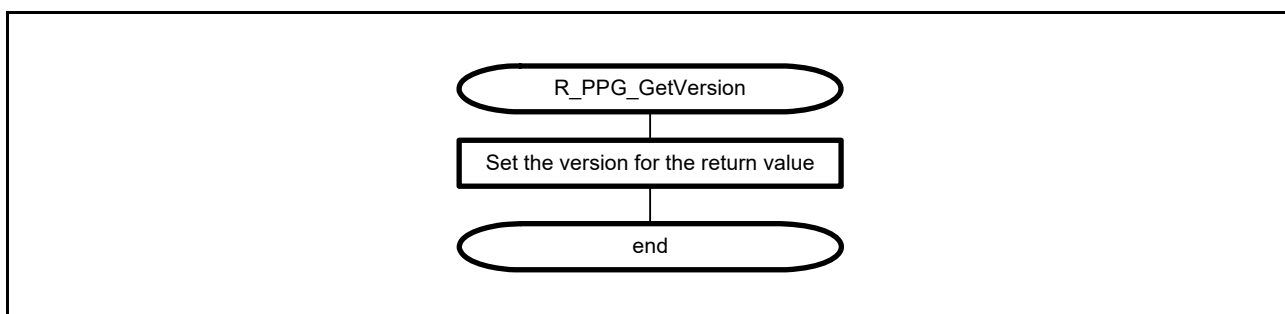 R_PPG_GetVersion
Set the version for the return value
end